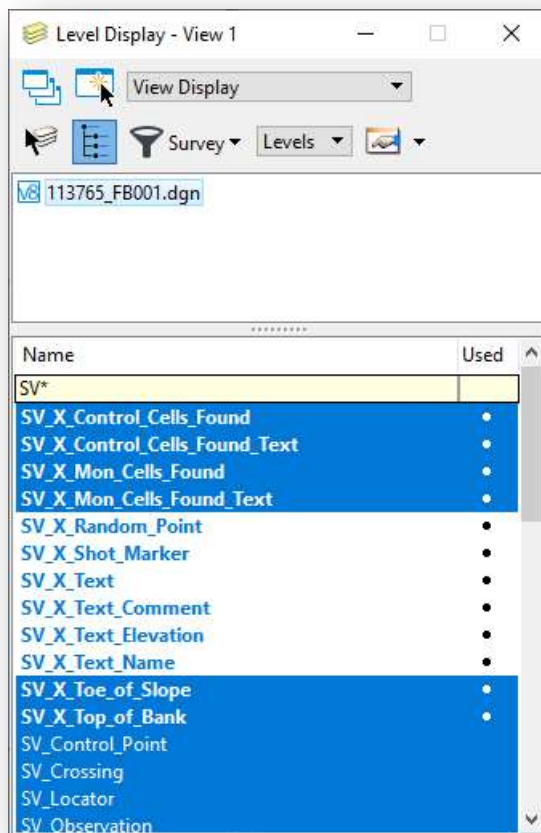 Level Display - View 1
View Display
Survey
Levels
V8 113765_FB001.dgn
Name Used
SV*
SV_X_Control_Cells_Found
SV_X_Control_Cells_Found_Text
SV_X_Mon_Cells_Found
SV_X_Mon_Cells_Found_Text
SV_X_Random_Point
SV_X_Shot_Marker
SV_X_Text
SV_X_Text_Comment
SV_X_Text_Elevation
SV_X_Text_Name
SV_X_Toe_of_Slope
SV_X_Top_of_Bank
SV_Control_Point
SV_Crossing
SV_Locator
SV_Observation